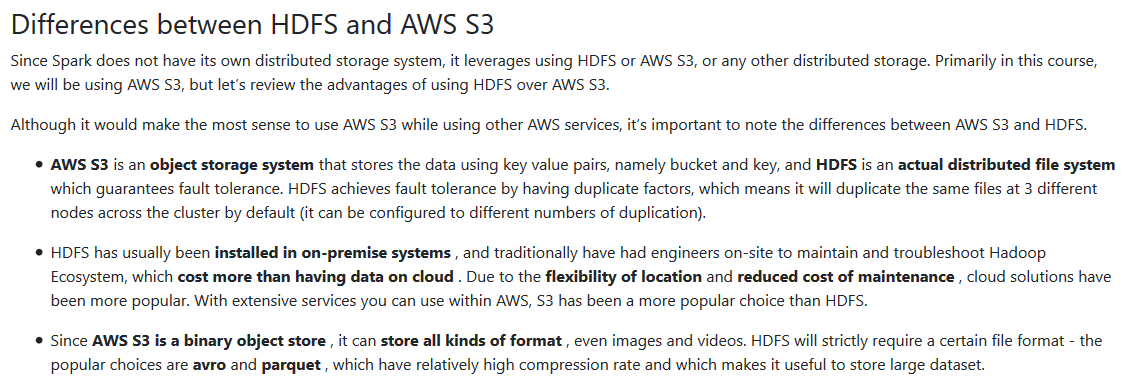 Differences between HDFS and AWS S3
Since Spark does not have its own distributed storage system, it leverages using HDFS or AWS S3, or any other distributed storage. Primarily in this course,
we will be using AWS S3, but let’s review the advantages of using HDFS over AWS S3.
Although it would make the most sense to use AWS S3 while using other AWS services, it’s important to note the differences between AWS S3 and HDFS.
• AWS S3 is an object storage system that stores the data using key value pairs, namely bucket and key, and HDFS is an actual distributed file system
which guarantees fault tolerance. HDFS achieves fault tolerance by having duplicate factors, which means it will duplicate the same files at 3 different
nodes across the cluster by default (it can be configured to different numbers of duplication).
• HDFS has usually been installed in on-premise systems , and traditionally have had engineers on-site to maintain and troubleshoot Hadoop
Ecosystem, which cost more than having data on cloud . Due to the flexibility of location and reduced cost of maintenance , cloud solutions have
been more popular. With extensive services you can use within AWS, S3 has been a more popular choice than HDFS.
• Since AWS S3 is a binary object store , it can store all kinds of format , even images and videos. HDFS will strictly require a certain file format - the
popular choices are avro and parquet , which have relatively high compression rate and which makes it useful to store large dataset.